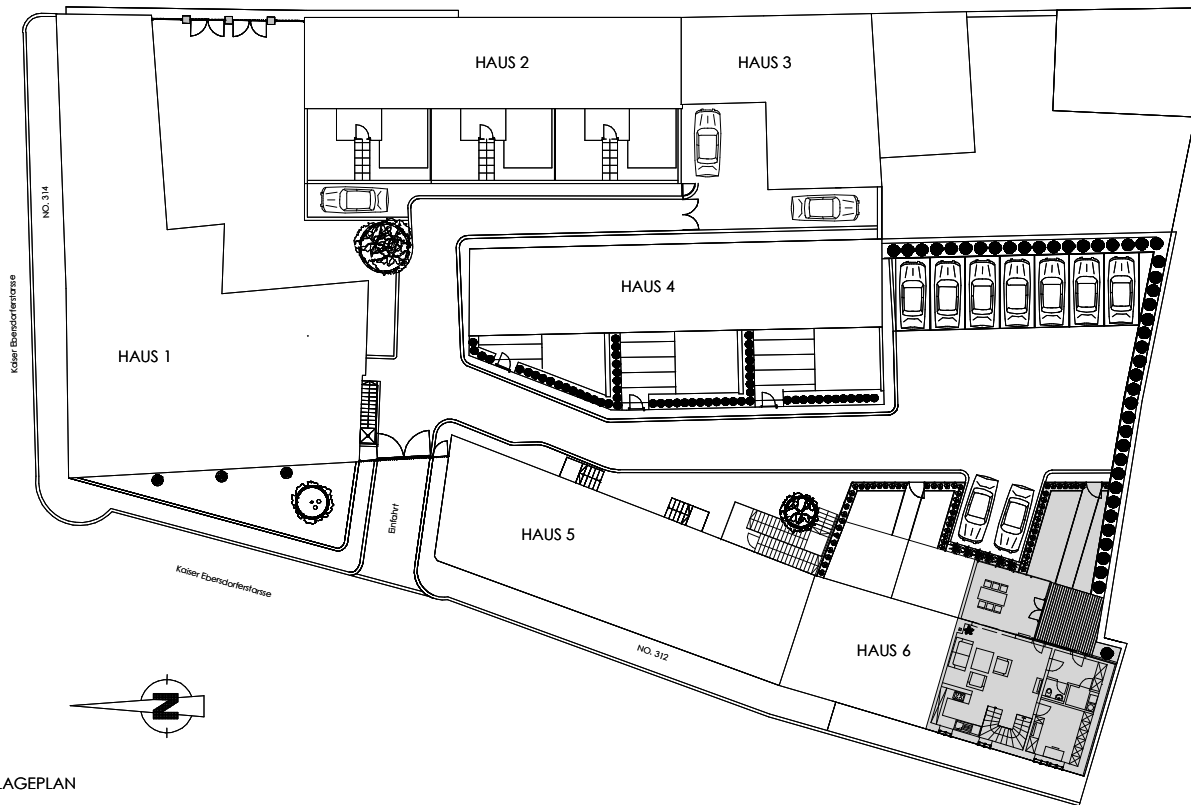 HAUS 2
HAUS 3
NO. 314
Kaiser Ebersdorferstarsse
HAUS 4
HAUS 1
Einfahrt
HAUS 5
Kaiser Ebersdorferstarsse
NO. 312
HAUS 6
N
LAGEPLAN